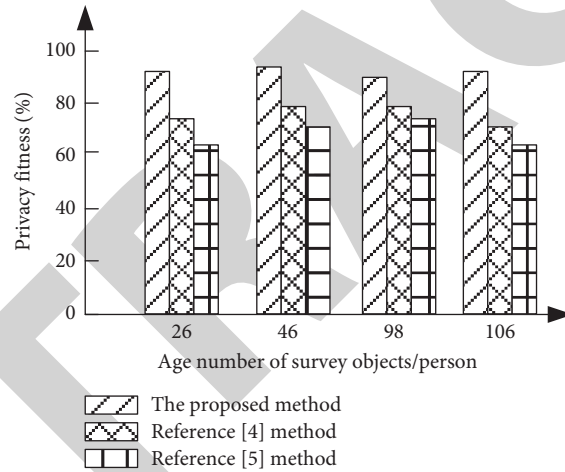 Privacy fitness (%)
100
80
60
40
20
0
26 46 98 106
Age number of survey objects/person
The proposed method
Reference [4] method
Reference [5] method